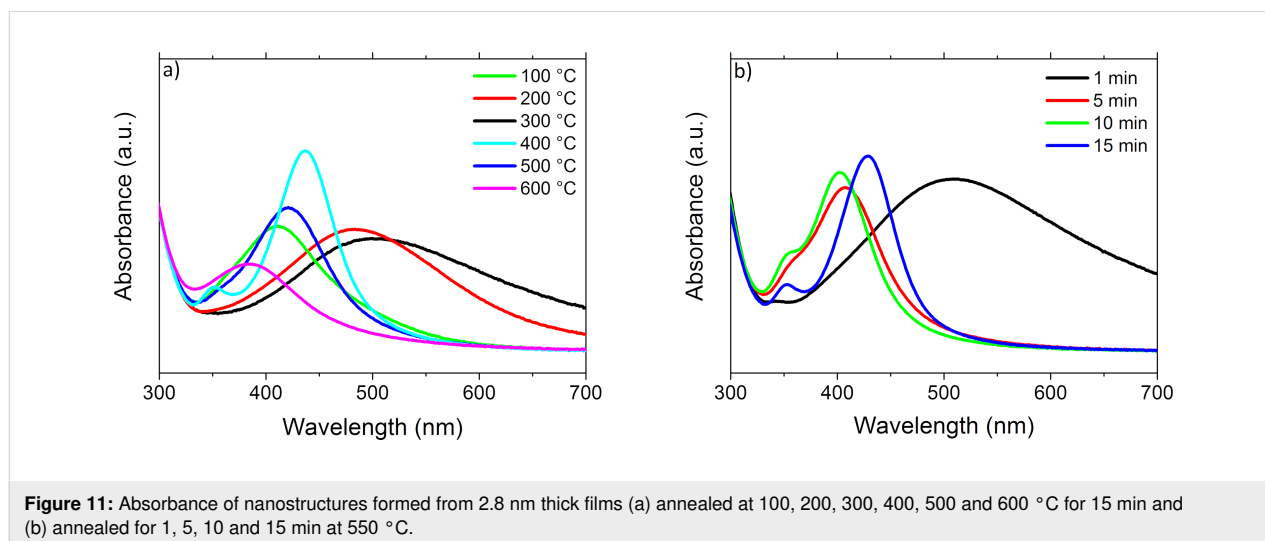 a)
100 °C
200 °C
300 °C
400 °C
500 °C
600 °C
Absorbance (a.u.)
300 400 500 600 700
Wavelength (nm)
b)
1 min
5 min
10 min
15 min
Absorbance (a.u.)
300 400 500 600 700
Wavelength (nm)
Figure 11: Absorbance of nanostructures formed from 2.8 nm thick films (a) annealed at 100, 200, 300, 400, 500 and 600 °C for 15 min and
(b) annealed for 1, 5, 10 and 15 min at 550 °C.